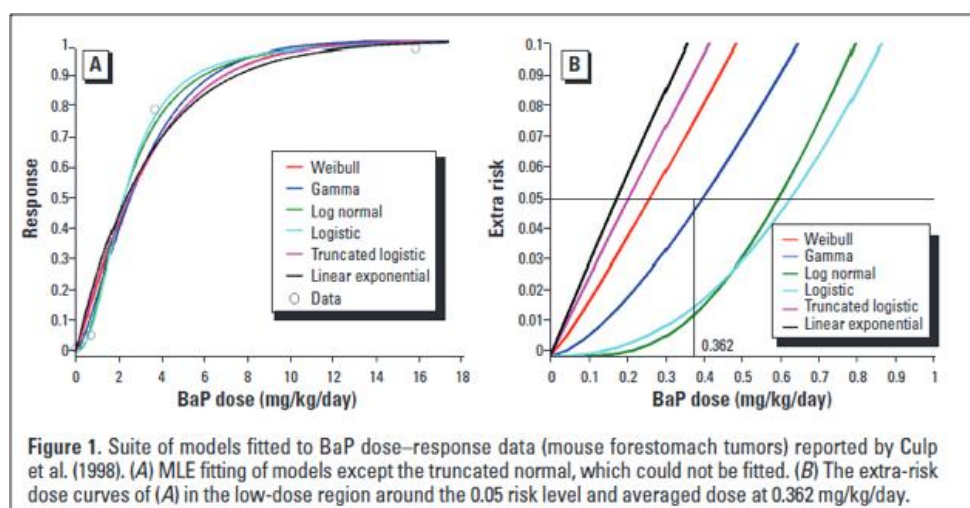 A
Response
1
0.9
0.8
0.7
0.6
0.5
0.4
0.3
0.2
0.1
0
Weibull
Gamma
Log normal
Logistic
Truncated logistic
Linear exponential
Data
0 2 4 6 8 10 12 14 16 18
BaP dose (mg/kg/day)
B
Extra risk
0.1
0.09
0.08
0.07
0.06
0.05
0.04
0.03
0.02
0.01
0
Weibull
Gamma
Log normal
Logistic
Truncated logistic
Linear exponential
0.362
0 0.1 0.2 0.3 0.4 0.5 0.6 0.7 0.8 0.9 1
BaP dose (mg/kg/day)
Figure 1. Suite of models fitted to BaP dose–response data (mouse forestomach tumors) reported by Culp
et al. (1998). (A) MLE fitting of models except the truncated normal, which could not be fitted. (B) The extra-risk
dose curves of (A) in the low-dose region around the 0.05 risk level and averaged dose at 0.362 mg/kg/day.